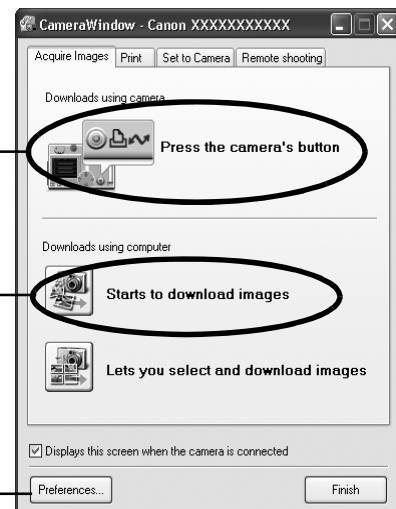 CameraWindow - Canon XXXXXXXXXXX
Acquire Images Print Set to Camera Remote shooting
Downloads using camera
Press the camera's button
Downloads using computer
Starts to download images
Lets you select and download images
Displays this screen when the camera is connected
Preferences... Finish